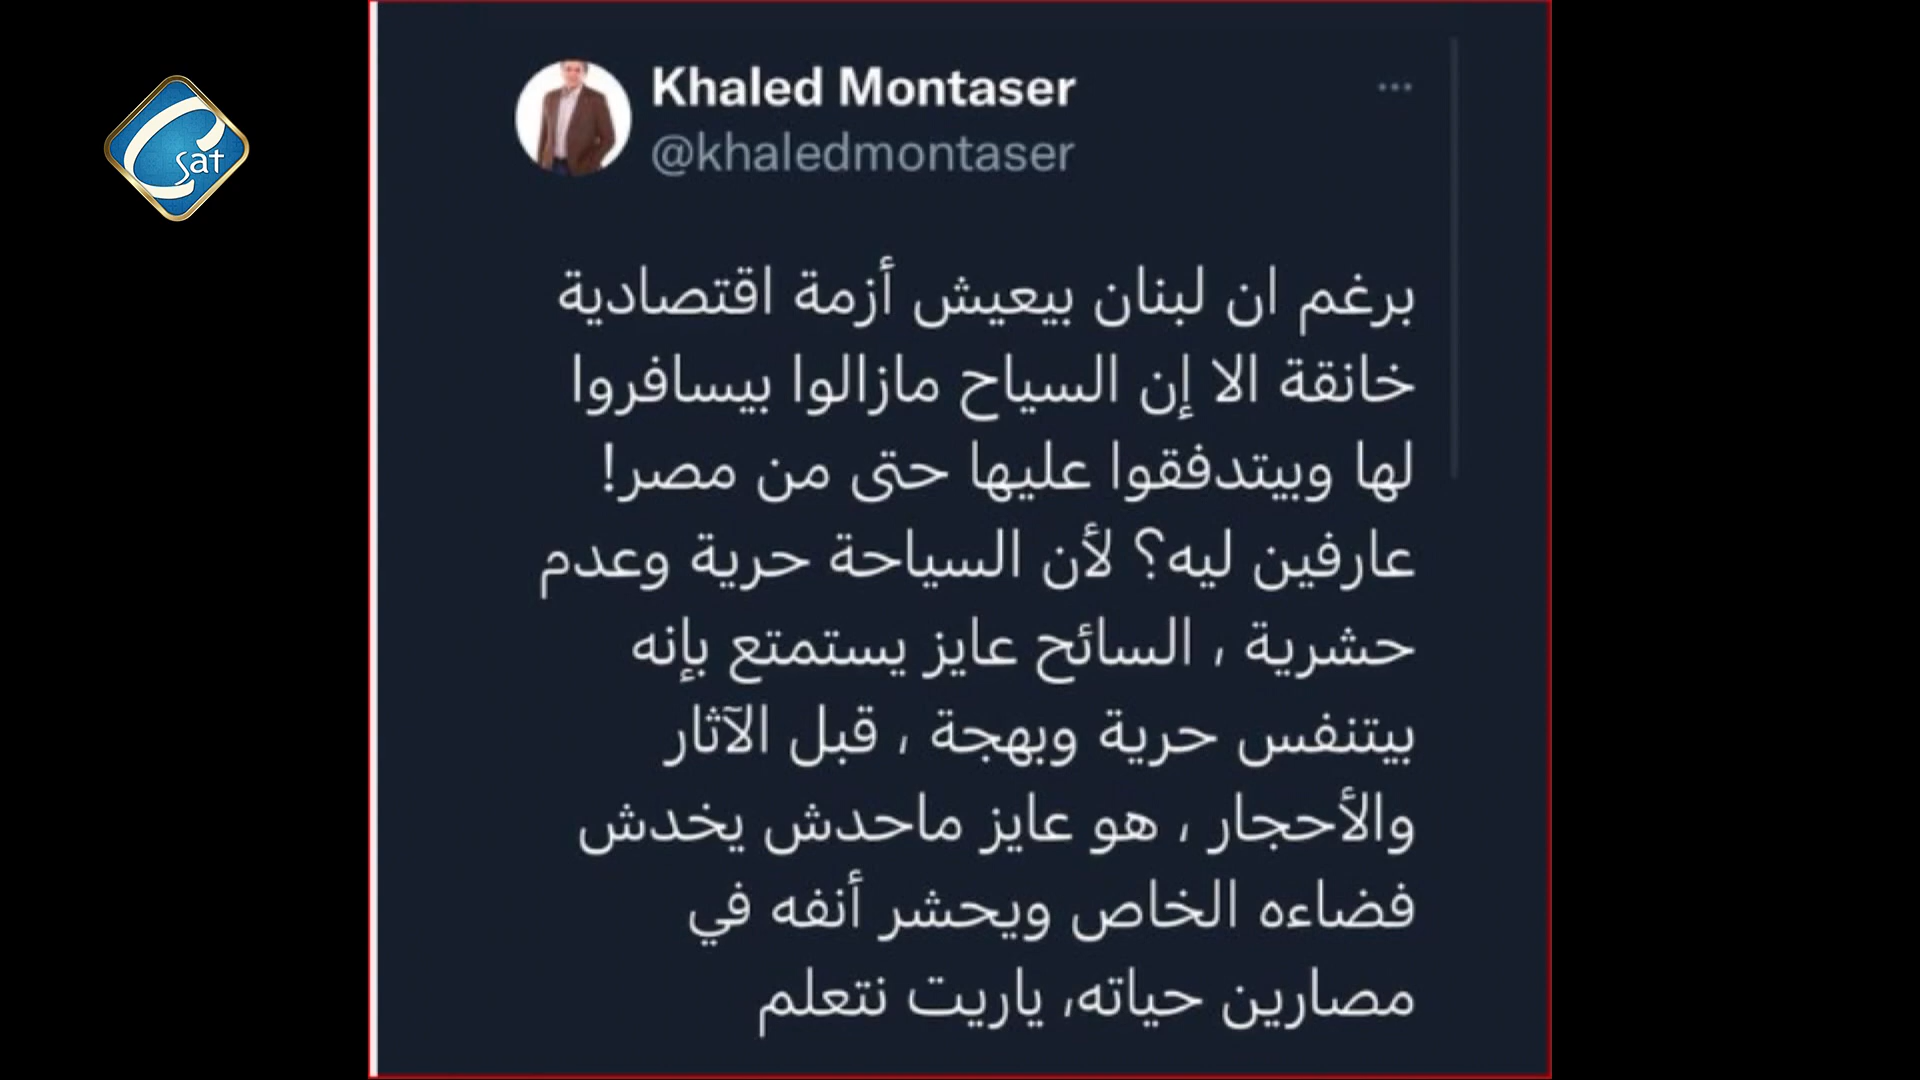 Csat
Khaled Montaser
@khaledmontaser
برغم ان لبنان بيعيش أزمة اقتصادية
خانقة الا إن السياح مازالوا بيسافروا
لها وبيتدفقوا عليها حتى من مصر!
عارفين ليه؟ لأن السياحة حرية وعدم
حشرية ، السائح عايز يستمتع بإنه
بيتنفس حرية وبهجة ، قبل الآثار
والأحجار ، هو عايز ماحدش يخدش
فضاءه الخاص ويحشر أنفه في
مصارين حياته، ياريت نتعلم